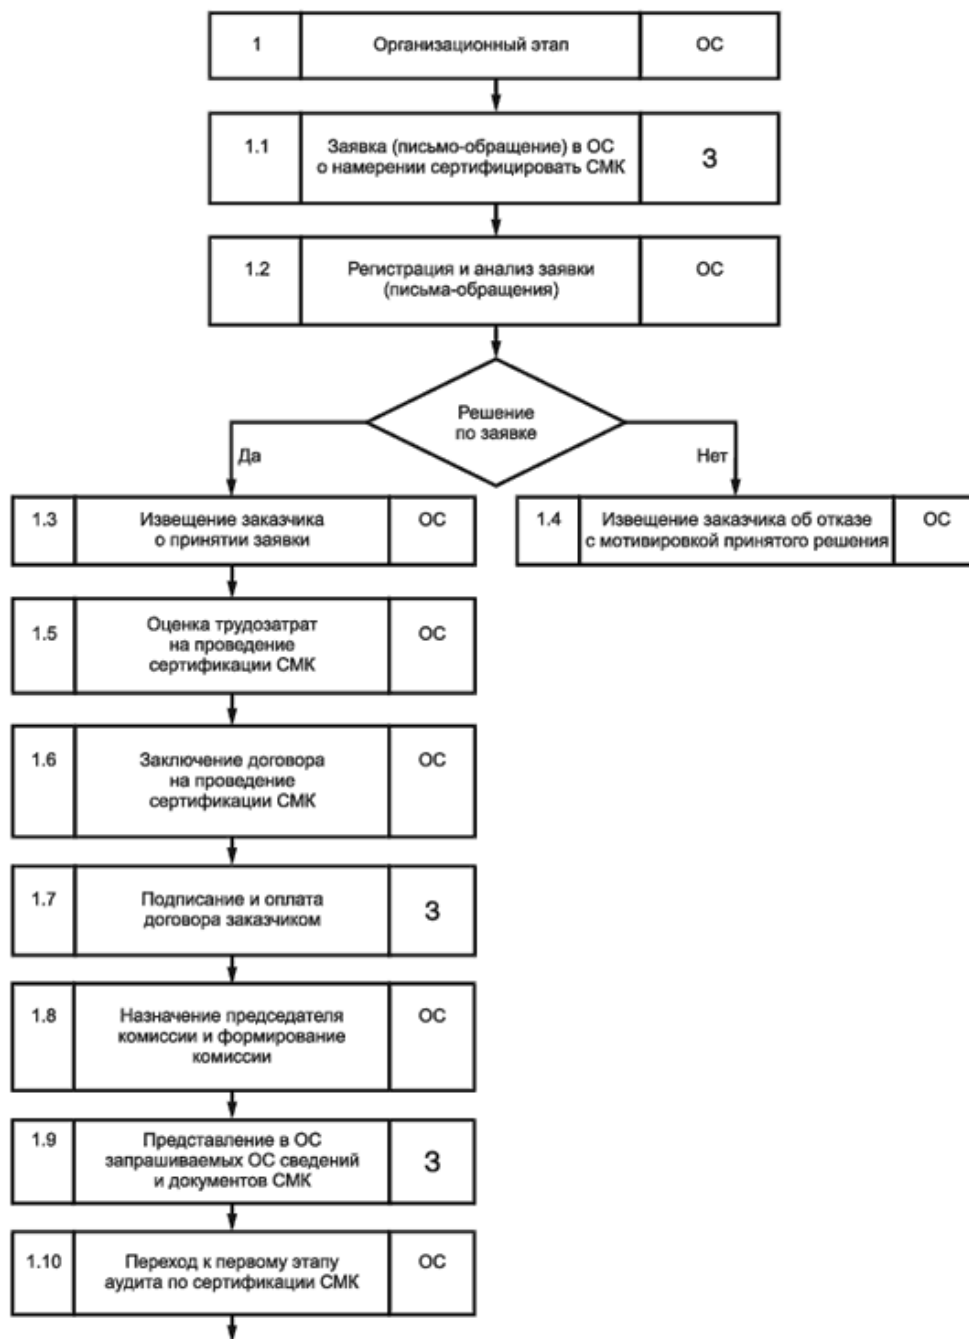 1 Организационный этап ОС
1.1 Заявка (письмо-обращение) в ОС
о намерении сертифицировать СМК
З
1.2 Регистрация и анализ заявки ОС
(письма-обращения)
Решение
по заявке
Да
Нет
1.3 Извещение заказчика ОС
о принятии заявки
1.4 Извещение заказчика об отказе ОС
с мотивировкой принятого решения
1.5 Оценка трудозатрат ОС
на проведение
сертификации СМК
1.6 Заключение договора ОС
на проведение
сертификации СМК
1.7 Подписание и оплата З
договора заказчиком
1.8 Назначение председателя ОС
комиссии и формирование
комиссии
1.9 Представление в ОС
запрашиваемых ОС сведений З
и документов СМК
1.10 Переход к первому этапу ОС
аудита по сертификации СМК